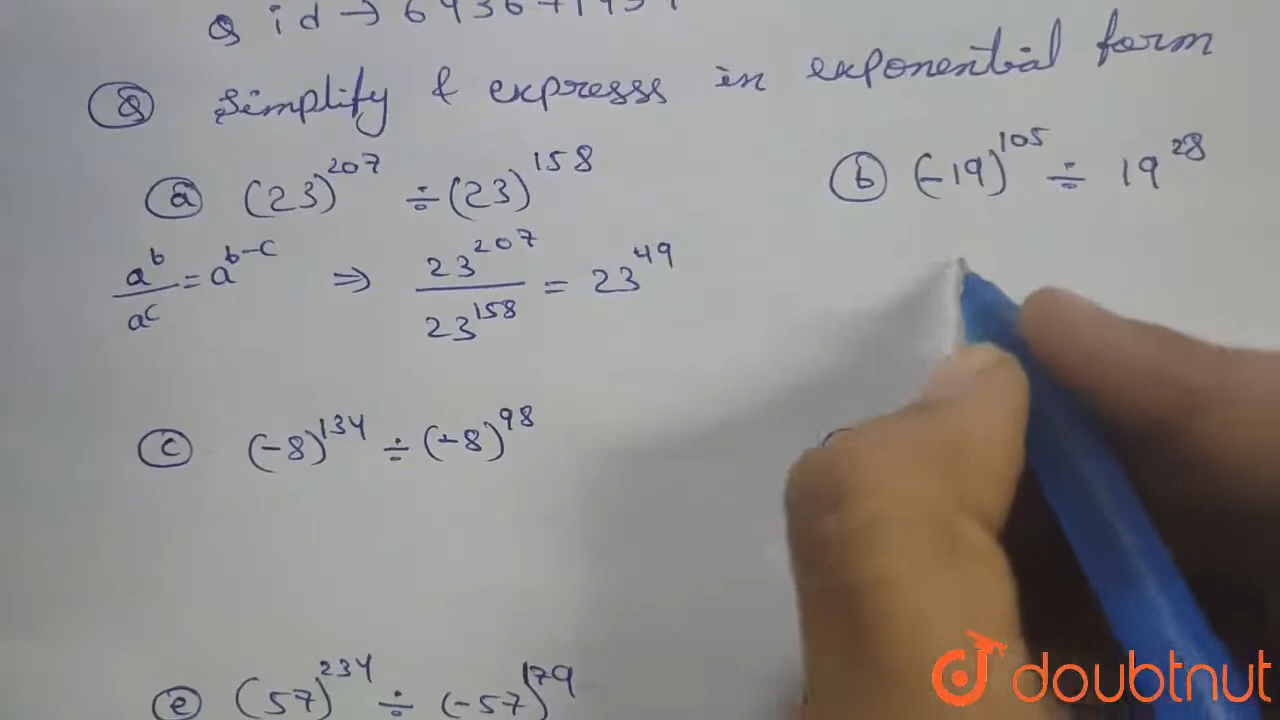 Q id → 
Q Simplify & expresss in exponential form
a (23)^207 ÷ (23)^158
b (-19)^105 ÷ 19^28
a^b/a^c = a^(b-c) ⇒ 23^207/23^158 = 23^49
c (-8)^134 ÷ (-8)^98
e (57)^234 ÷ (-57)^179
doubtnut